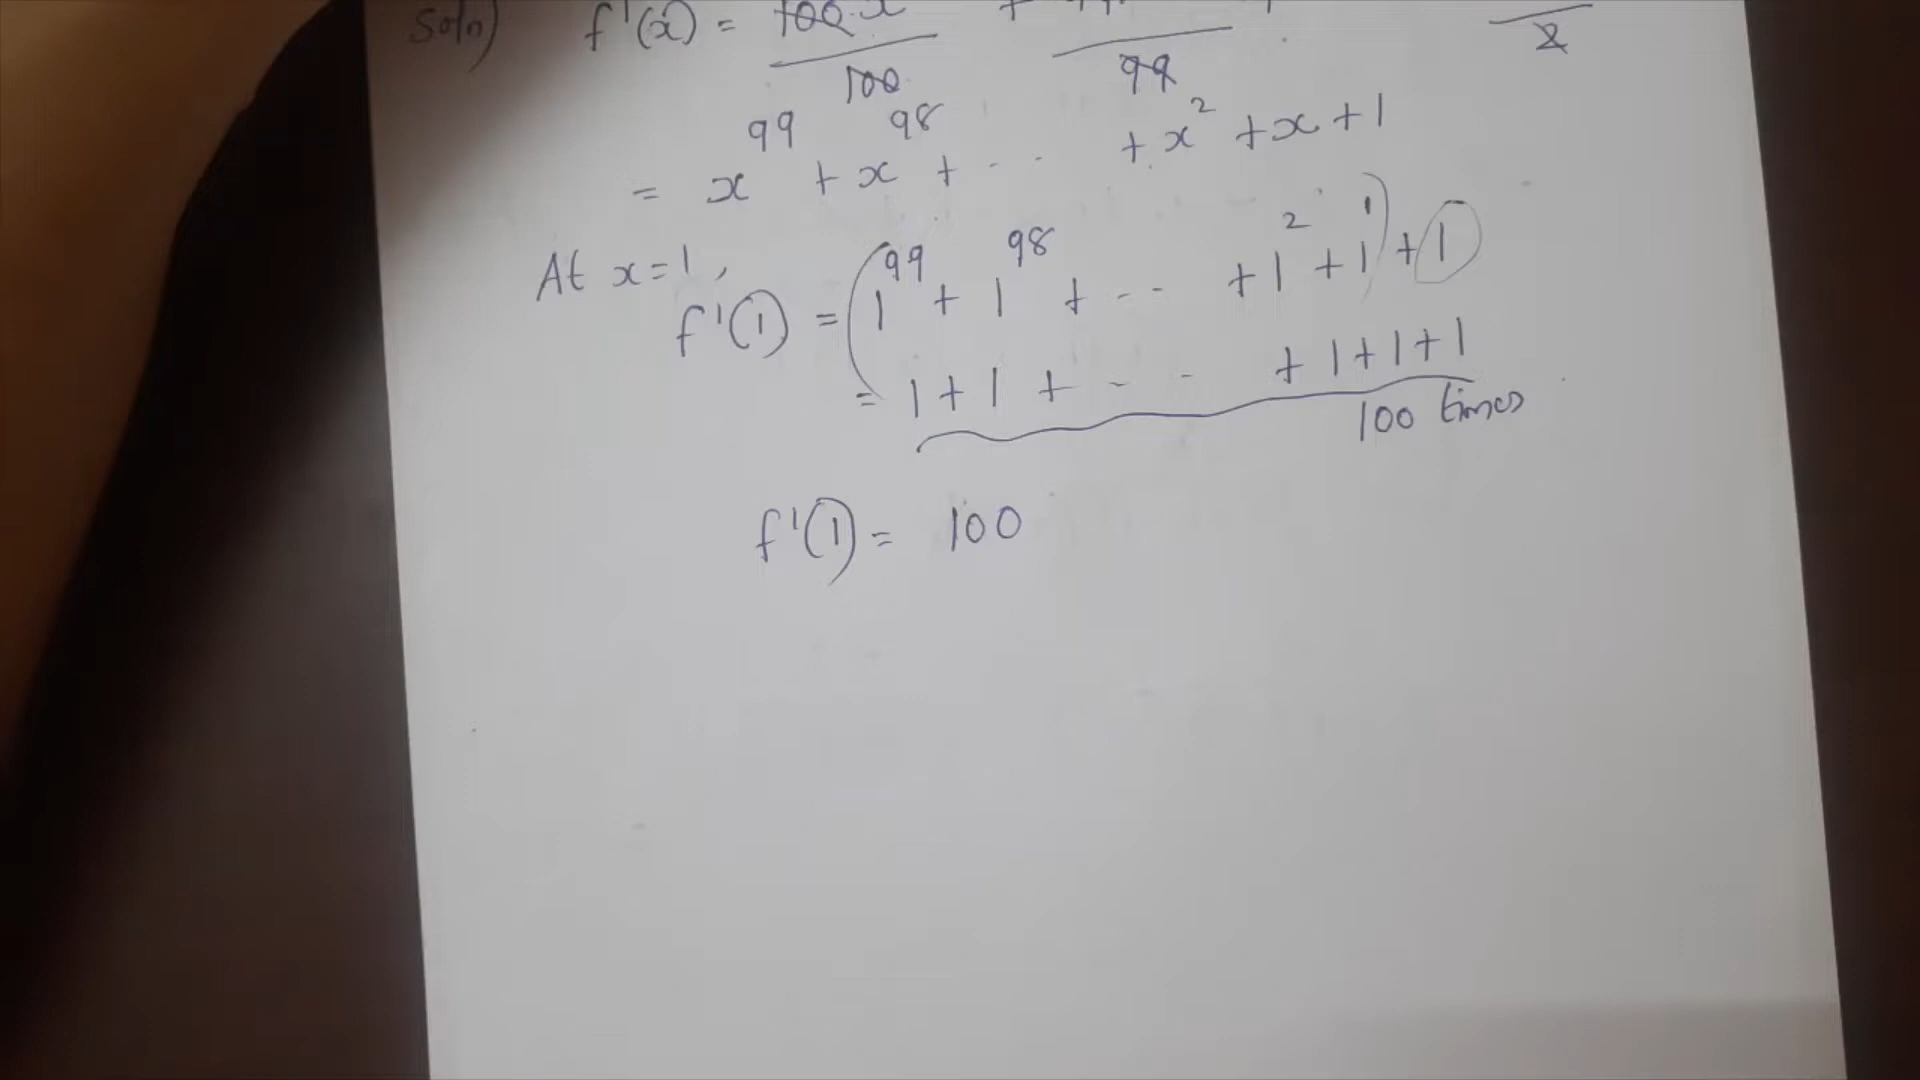 Soln) f'(x) = 100.x / 100 + / 99 / 2
= x^99 + x^98 + - - + x^2 + x + 1
At x=1,
f'(1) = (1^99 + 1^98 + - - + 1^2 + 1^1) + 1
= 1+1 + - - + 1+1+1
100 times
f'(1) = 100